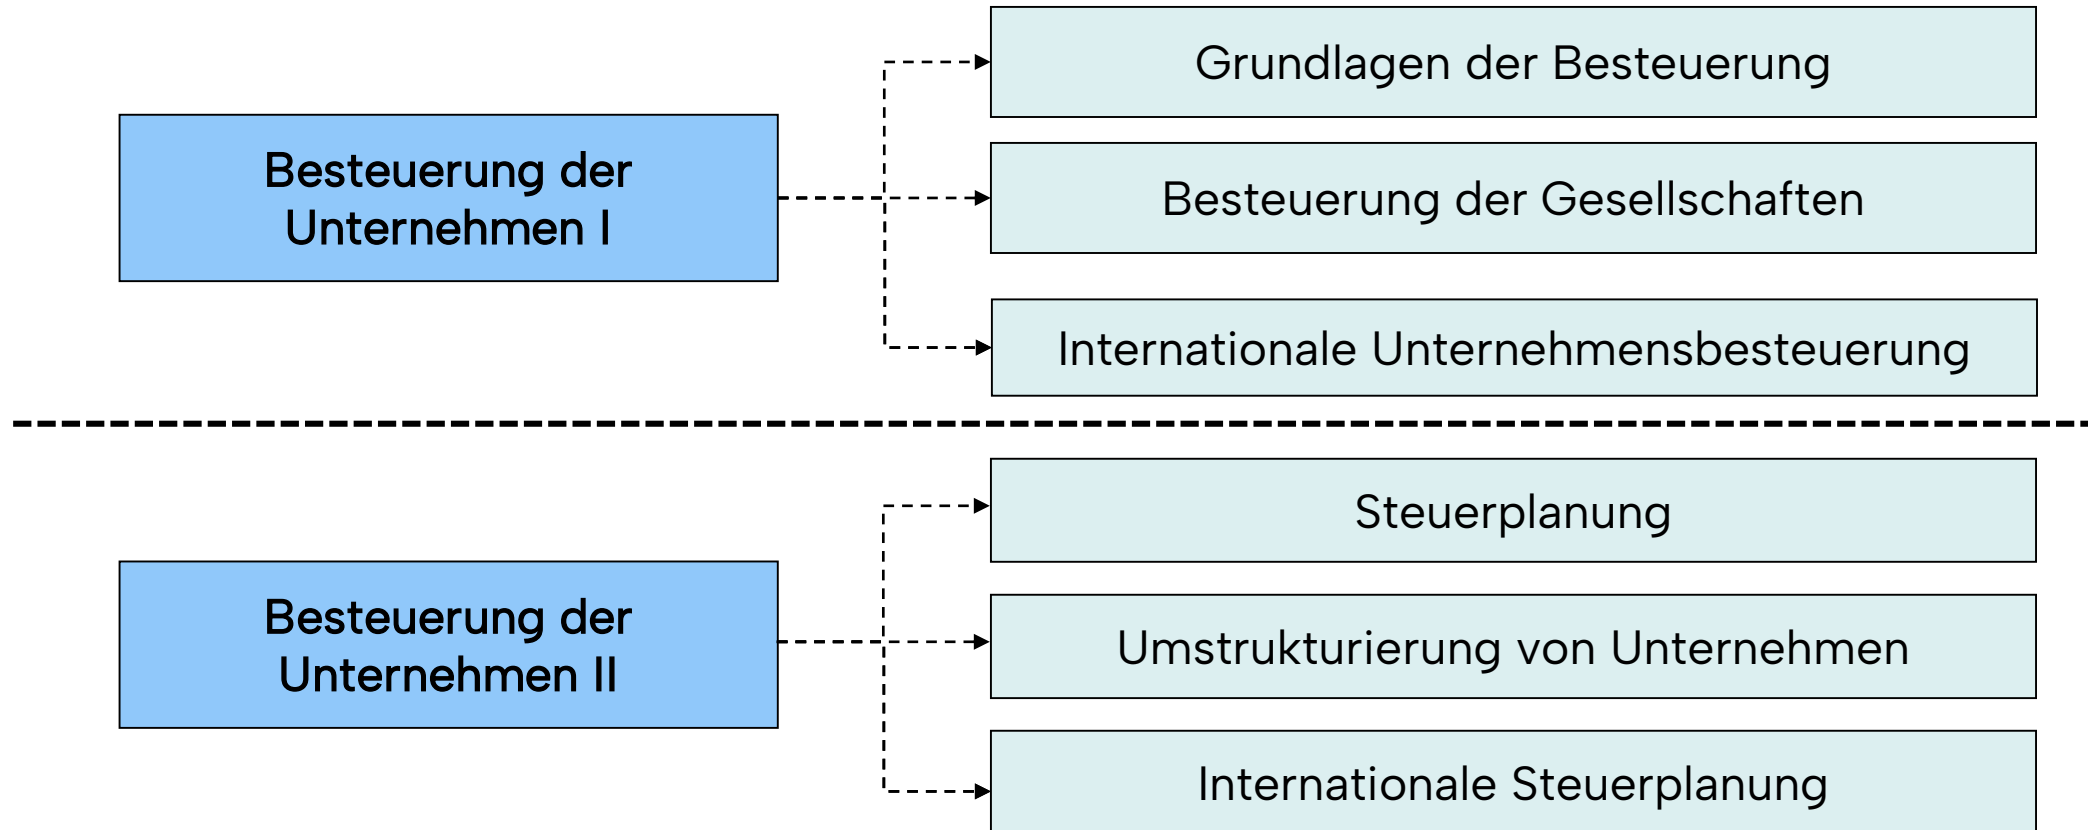 Grundlagen der Besteuerung
Besteuerung der
Unternehmen I
Besteuerung der Gesellschaften
Internationale Unternehmensbesteuerung
Steuerplanung
Besteuerung der
Unternehmen II
Umstrukturierung von Unternehmen
Internationale Steuerplanung